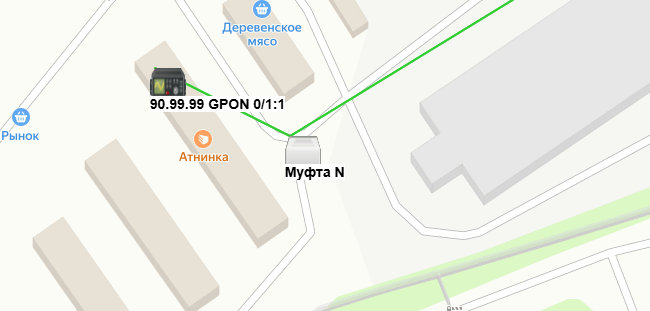 Деревенское
мясо
90.99.99 GPON 0/1:1
Рынок
Атнинка
Муфта N